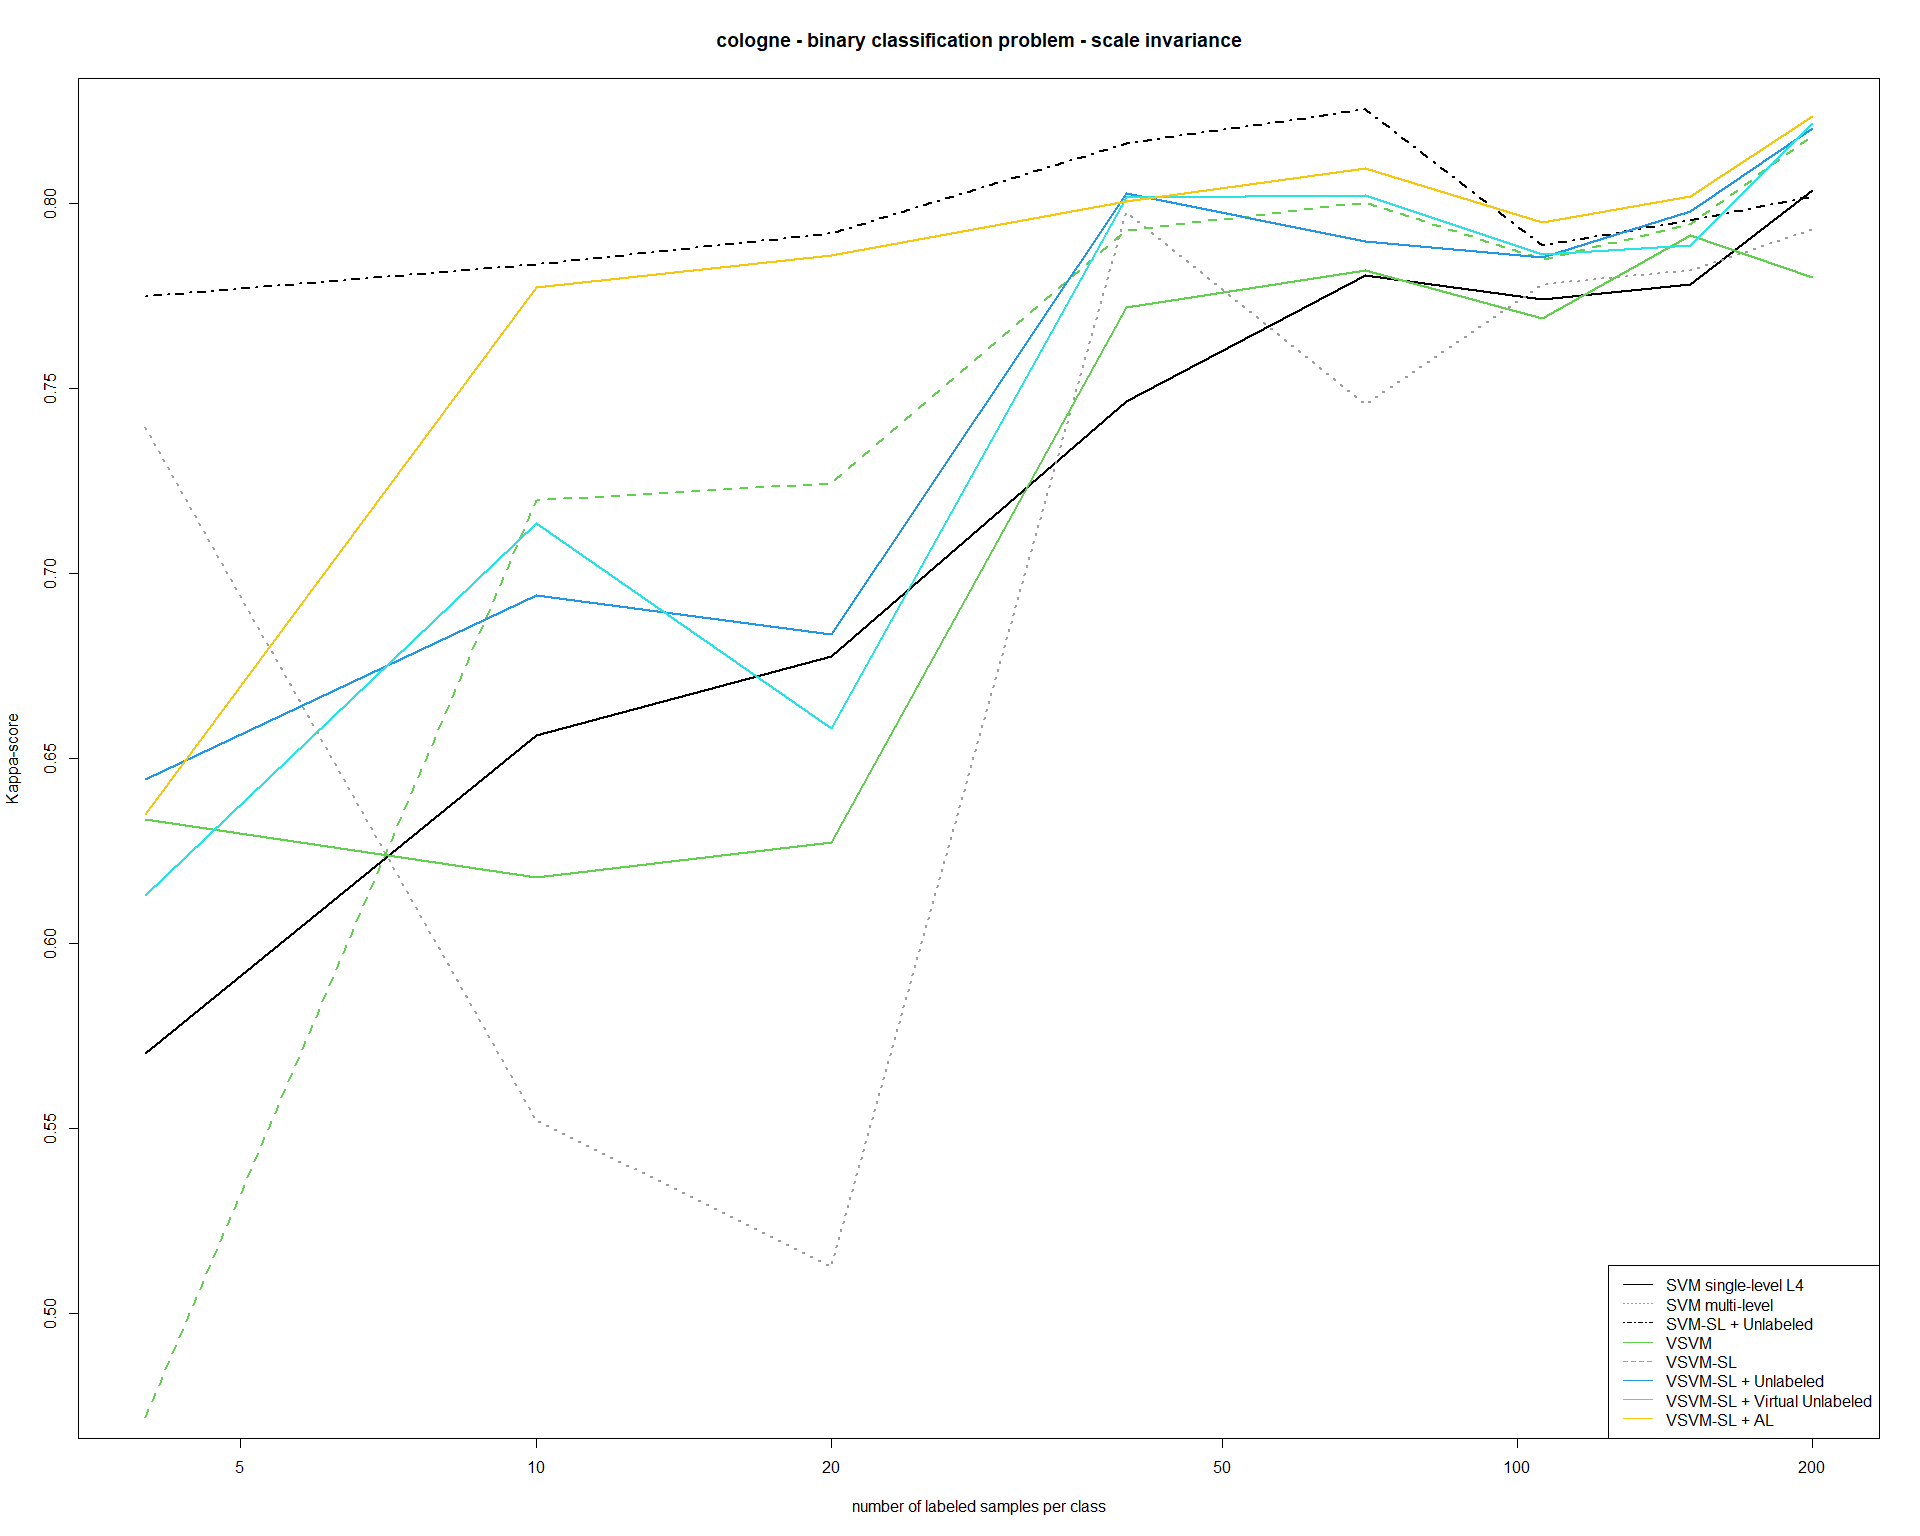 cologne - binary classification problem - scale invariance
Kappa-score
0.80
0.75
0.70
0.65
0.60
0.55
0.50
5 10 20 50 100 200
number of labeled samples per class
SVM single-level L4
SVM multi-level
SVM-SL + Unlabeled
VSVM
VSVM-SL
VSVM-SL + Unlabeled
VSVM-SL + Virtual Unlabeled
VSVM-SL + AL